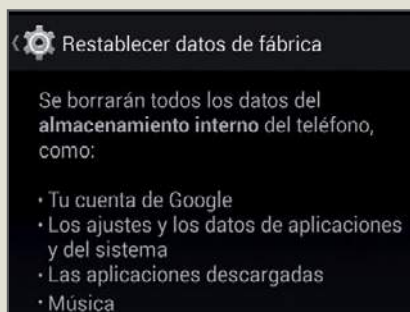 Restablecer datos de fábrica
Se borrarán todos los datos del
almacenamiento interno del teléfono,
como:
· Tu cuenta de Google
· Los ajustes y los datos de aplicaciones
y del sistema
· Las aplicaciones descargadas
· Música